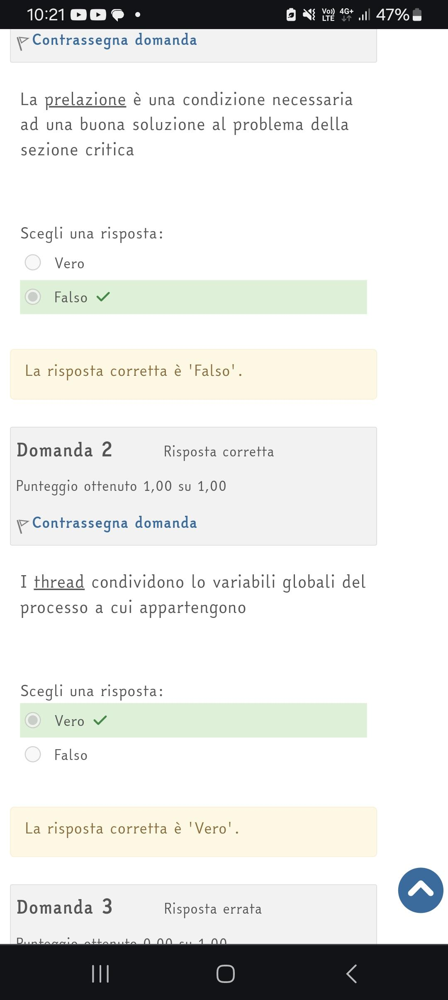 10:21
Vo))
LTE
4G+
47%
Contrassegna domanda
La prelazione è una condizione necessaria
ad una buona soluzione al problema della
sezione critica
Scegli una risposta:
Vero
Falso
La risposta corretta è 'Falso'.
Domanda 2 Risposta corretta
Punteggio ottenuto 1,00 su 1,00
Contrassegna domanda
I thread condividono lo variabili globali del
processo a cui appartengono
Scegli una risposta:
Vero
Falso
La risposta corretta è 'Vero'.
Domanda 3 Risposta errata
Punteggio ottenuto 0,00 su 1,00